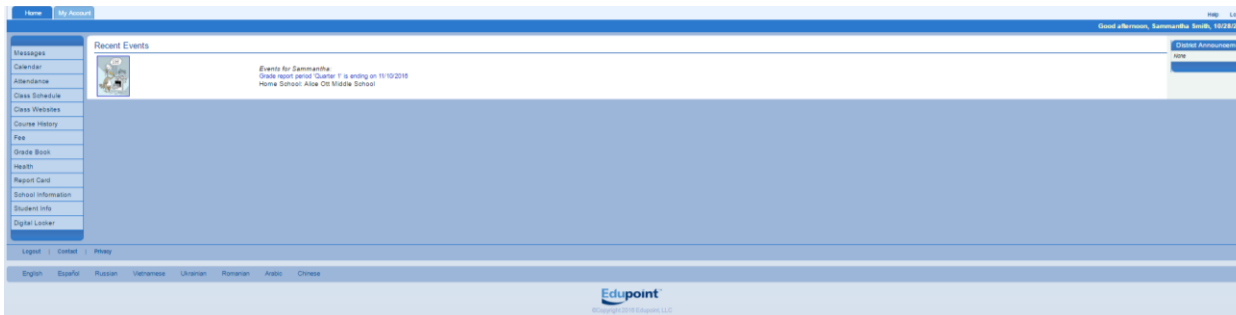 Home My Account
Help
Good afternoon, Sammantha Smith, 10/28/2
Messages
Calendar
Attendance
Class Schedule
Class Websites
Course History
Fee
Grade Book
Health
Report Card
School Information
Student Info
Digital Locker
Recent Events
Events for Sammantha:
Grade report period 'Quarter 1' is ending on 11/10/2016
Home School: Alice Ott Middle School
District Announcem
None
Logout | Contact | Privacy
English Español Russian Vietnamese Ukrainian Romanian Arabic Chinese
Edupoint